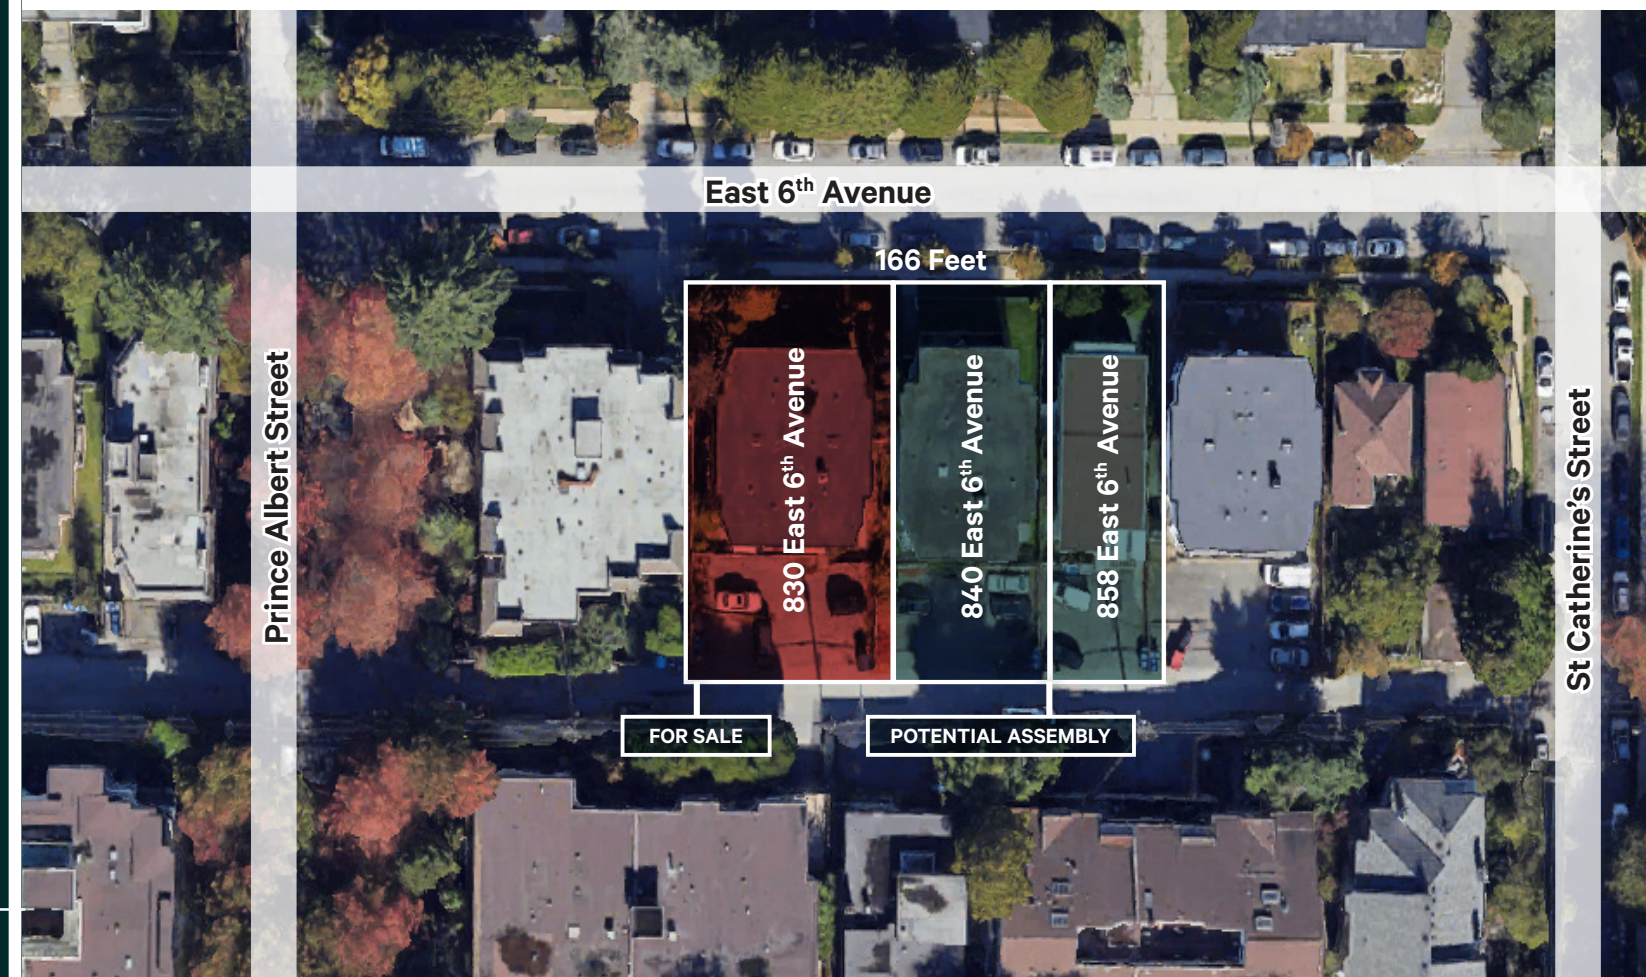 East 6th Avenue
166 Feet
Prince Albert Street
830 East 6th Avenue
840 East 6th Avenue
858 East 6th Avenue
St Catherine's Street
FOR SALE
POTENTIAL ASSEMBLY